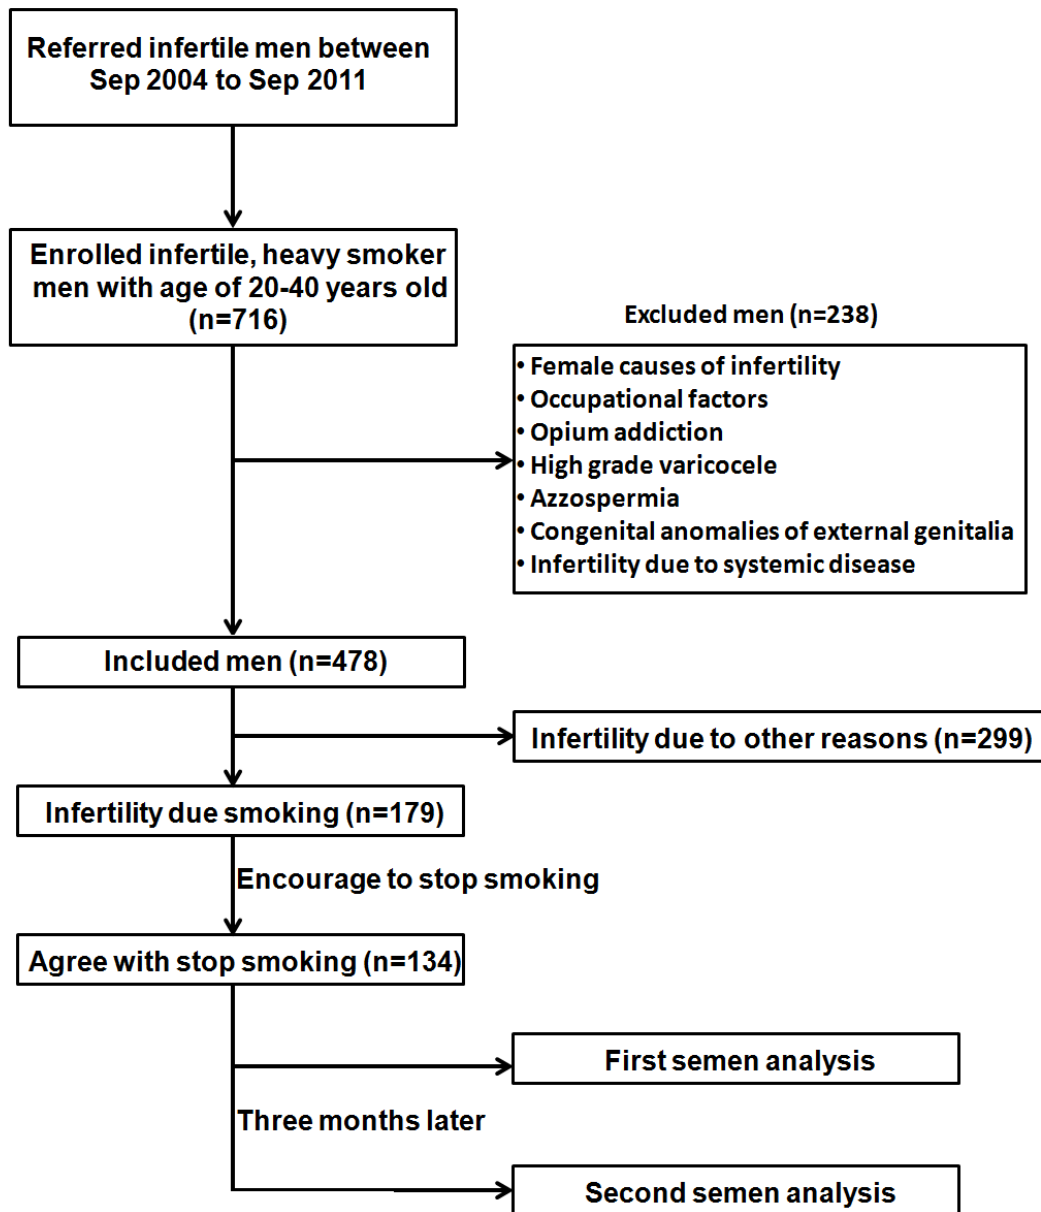 Referred infertile men between
Sep 2004 to Sep 2011
Enrolled infertile, heavy smoker
men with age of 20-40 years old
(n=716)
Excluded men (n=238)
• Female causes of infertility
• Occupational factors
• Opium addiction
• High grade varicocele
• Azzospermia
• Congenital anomalies of external genitalia
• Infertility due to systemic disease
Included men (n=478)
Infertility due to other reasons (n=299)
Infertility due smoking (n=179)
Encourage to stop smoking
Agree with stop smoking (n=134)
First semen analysis
Three months later
Second semen analysis